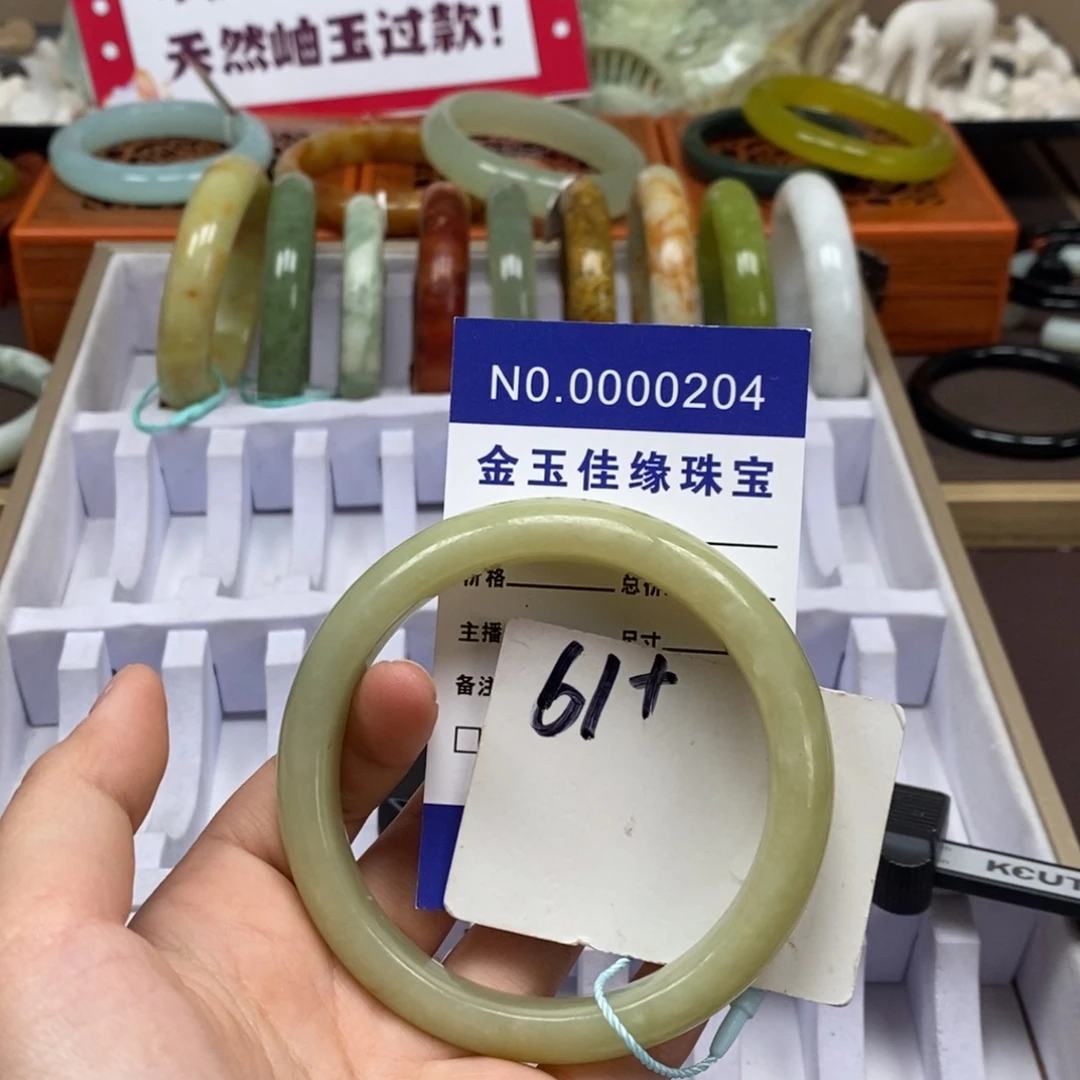 天然岫玉过款!
N0.0000204
金玉佳缘珠宝
价格 总价
主播 尺寸
备注
61+